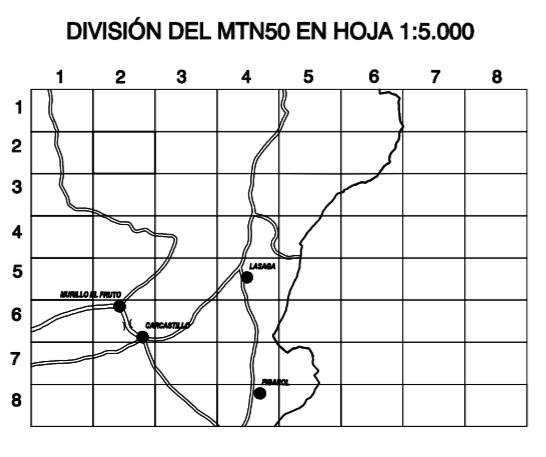 DIVISIÓN DEL MTN50 EN HOJA 1:5.000
1 2 3 4 5 6 7 8
1
2
3
4
LASAGA
5
MURILLO EL FRUTO
6
CARCASTILLO
7
FIGAROL
8